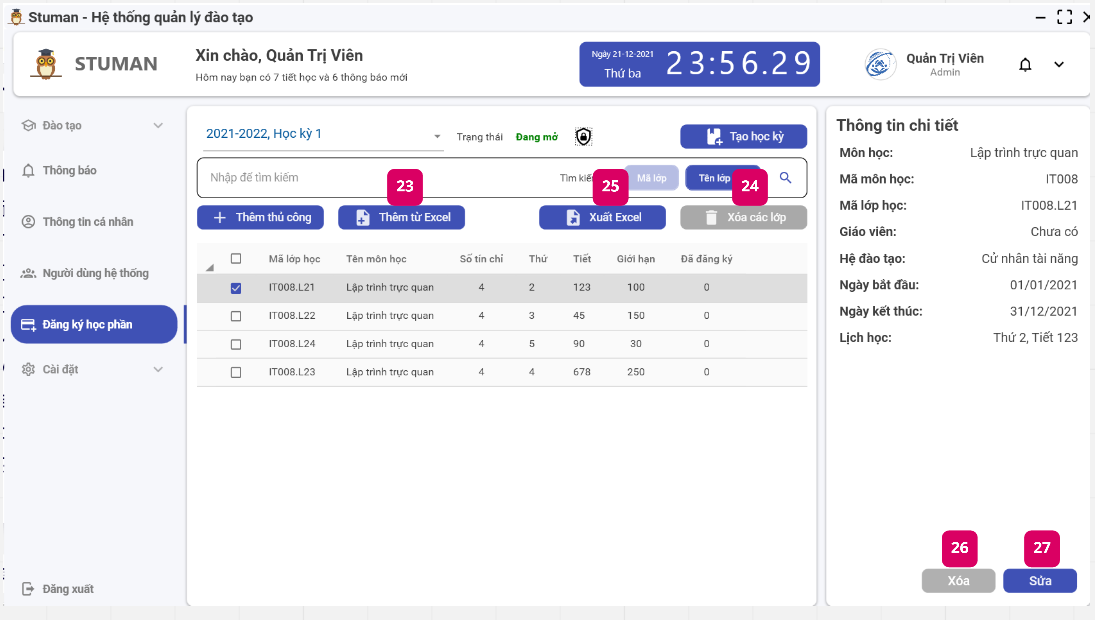 Stuman - Hệ thống quản lý đào tạo
STUMAN
Xin chào, Quản Trị Viên
Hôm nay bạn có 7 tiết học và 6 thông báo mới
Ngày 21-12-2021
Thứ ba
23:56.29
Quản Trị Viên
Admin
Đào tạo
Thông báo
Thông tin cá nhân
Người dùng hệ thống
Đăng ký học phần
Cài đặt
Đăng xuất
2021-2022, Học kỳ 1
Trạng thái
Đang mở
Tạo học kỳ
Nhập để tìm kiếm
Mã lớp
Tên lớp
23
25
24
Thêm thủ công
Thêm từ Excel
Xuất Excel
Xóa các lớp
Mã lớp học Tên môn học Số tín chỉ Thứ Tiết Giới hạn Đã đăng ký
IT008.L21 Lập trình trực quan 4 2 123 100 0
IT008.L22 Lập trình trực quan 4 3 45 150 0
IT008.L24 Lập trình trực quan 4 5 90 30 0
IT008.L23 Lập trình trực quan 4 4 678 250 0
Thông tin chi tiết
Môn học: Lập trình trực quan
Mã môn học: IT008
Mã lớp học: IT008.L21
Giáo viên: Chưa có
Hệ đào tạo: Cử nhân tài năng
Ngày bắt đầu: 01/01/2021
Ngày kết thúc: 31/12/2021
Lịch học: Thứ 2, Tiết 123
26
27
Xóa
Sửa